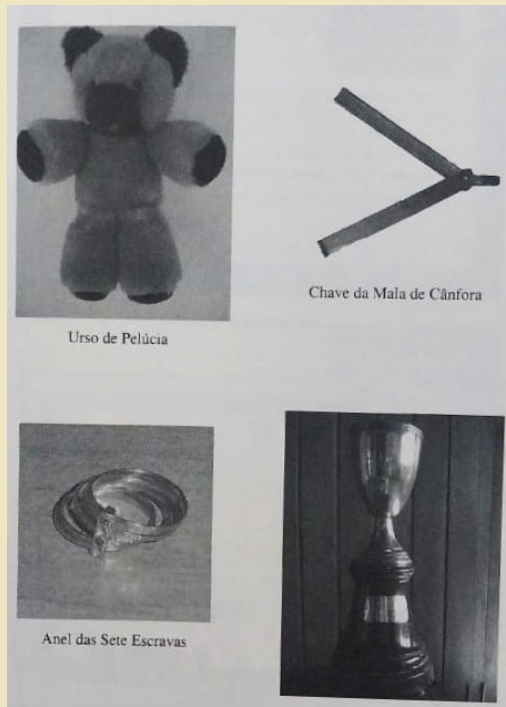 Urso de Pelúcia
Chave da Mala de Cânfora
Anel das Sete Escravas